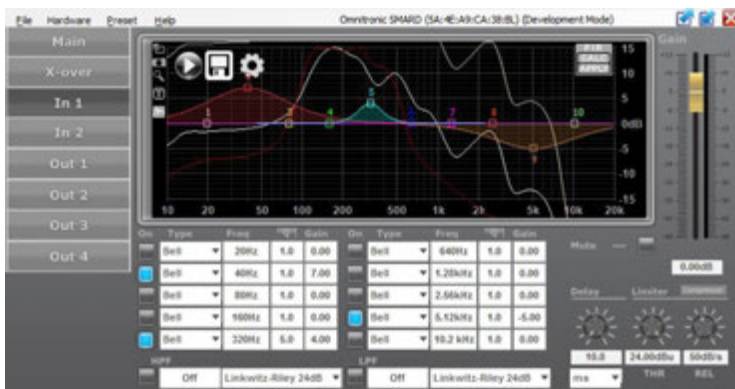 File Hardware Preset Help Omnitronic SMARD (5A:4E:A9:CA:38:BL) (Development Mode)
Main
X-over
In 1
In 2
Out 1
Out 2
Out 3
Out 4
FIR
CALC
APPLY
15
10
5
0dB
-5
-10
-15
1 3 4 5 7 8 10
9
10 20 50 100 200 500 1k 2k 5k 10k 20k
On Type Freq Gain On Type Freq Gain
Bell 20Hz 1.0 0.00 Bell 640Hz 1.0 0.00
Bell 40Hz 1.0 7.00 Bell 1.28kHz 1.0 0.00
Bell 80Hz 1.0 0.00 Bell 2.56kHz 1.0 0.00
Bell 160Hz 1.0 0.00 Bell 5.12kHz 1.0 -5.00
Bell 320Hz 5.0 4.00 Bell 10.2 kHz 1.0 0.00
HPF LPF
Off Linkwitz-Riley 24dB Off Linkwitz-Riley 24dB
Gain
Mute
0.00dB
Delay Limiter Compressor
10.0 24.00dBu 50dB/s
ms THR REL